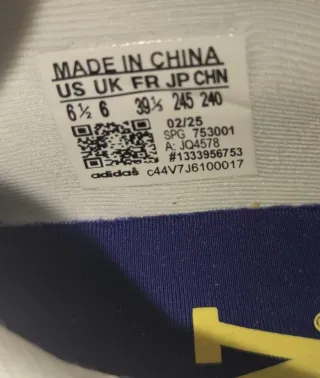 MADE IN CHINA
US UK FR JP CHN
6½ 6 39⅓ 245 240
02/25
SPG 753001
A: JQ4578
#1333956753
adidas c44V7J6100017